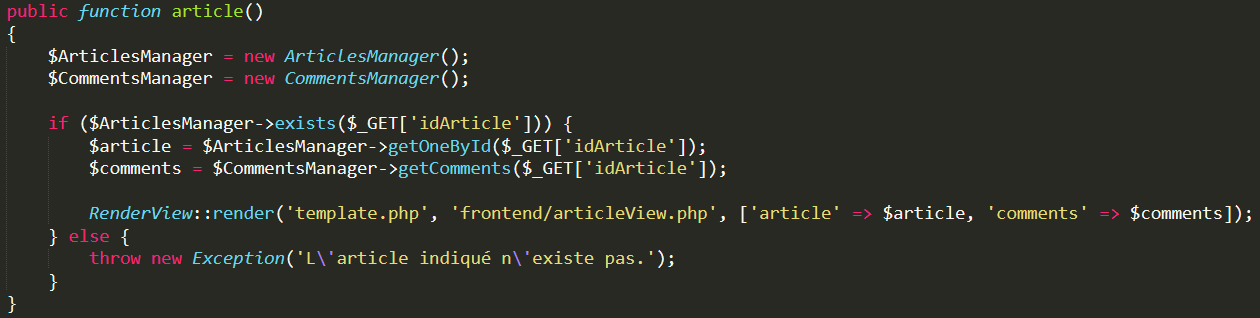 public function article()
{
    $ArticlesManager = new ArticlesManager();
    $CommentsManager = new CommentsManager();

    if ($ArticlesManager->exists($_GET['idArticle'])) {
        $article = $ArticlesManager->getOneById($_GET['idArticle']);
        $comments = $CommentsManager->getComments($_GET['idArticle']);

        RenderView::render('template.php', 'frontend/articleView.php', ['article' => $article, 'comments' => $comments]);
    } else {
        throw new Exception('L\'article indiqué n\'existe pas.');
    }
}